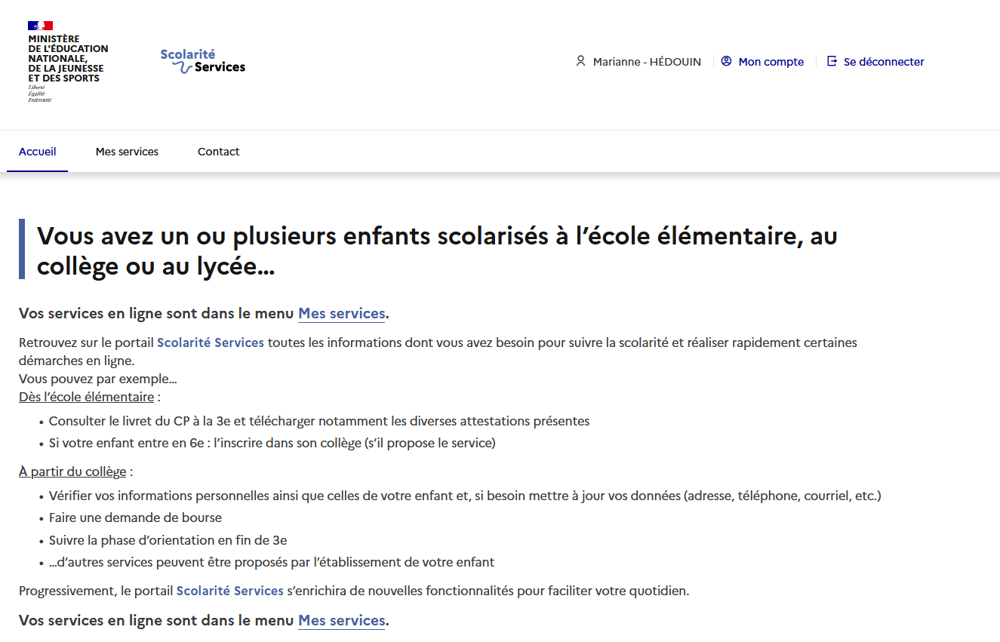 MINISTÈRE
DE L'ÉDUCATION
NATIONALE,
DE LA JEUNESSE
ET DES SPORTS
Liberté
Égalité
Fraternité
Scolarité
Services
Marianne - HÉDOUIN
Mon compte
Se déconnecter
Accueil
Mes services
Contact
Vous avez un ou plusieurs enfants scolarisés à l’école élémentaire, au
collège ou au lycée…
Vos services en ligne sont dans le menu Mes services.
Retrouvez sur le portail Scolarité Services toutes les informations dont vous avez besoin pour suivre la scolarité et réaliser rapidement certaines
démarches en ligne.
Vous pouvez par exemple…
Dès l’école élémentaire :
• Consulter le livret du CP à la 3e et télécharger notamment les diverses attestations présentes
• Si votre enfant entre en 6e : l’inscrire dans son collège (s’il propose le service)
À partir du collège :
• Vérifier vos informations personnelles ainsi que celles de votre enfant et, si besoin mettre à jour vos données (adresse, téléphone, courriel, etc.)
• Faire une demande de bourse
• Suivre la phase d’orientation en fin de 3e
• …d’autres services peuvent être proposés par l’établissement de votre enfant
Progressivement, le portail Scolarité Services s’enrichira de nouvelles fonctionnalités pour faciliter votre quotidien.
Vos services en ligne sont dans le menu Mes services.